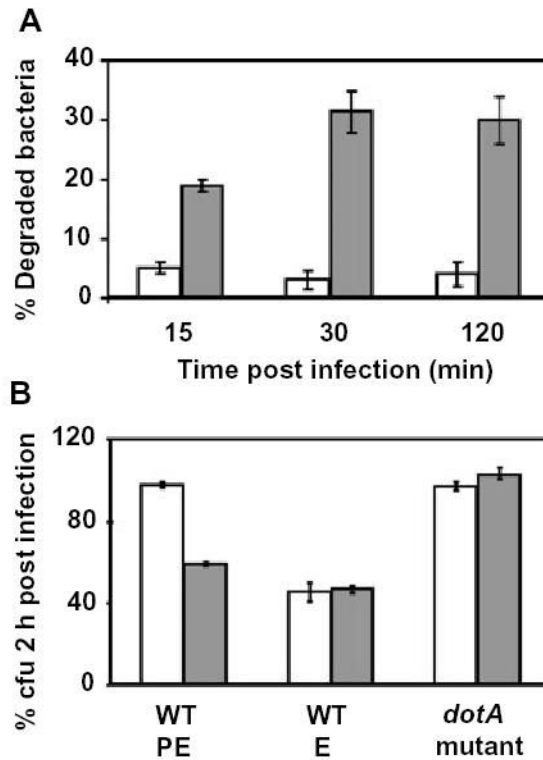 A
40
30
20
10
0
% Degraded bacteria
15 30 120
Time post infection (min)
B
120
80
40
0
% cfu 2 h post infection
WT WT dotA
PE E mutant